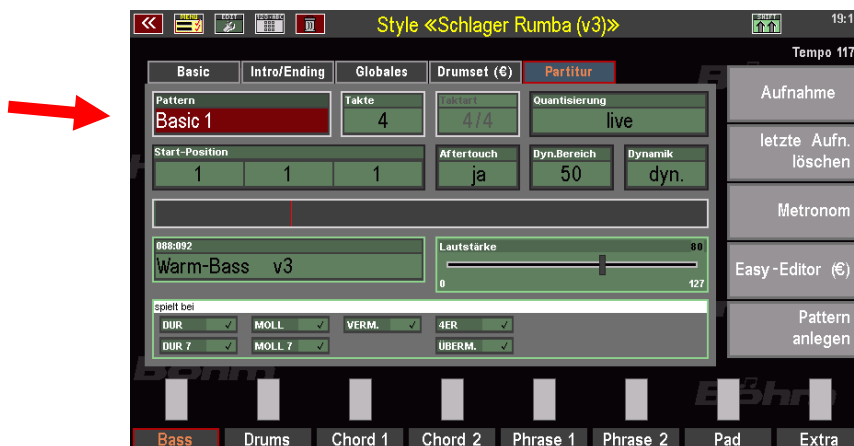 MENU EDIT 123-ABC Style «Schlager Rumba (v3)» SHIFT 19:1
Tempo 117
Basic Intro/Ending Globales Drumset (€) Partitur
Aufnahme
Pattern Takte Taktart Quantisierung
Basic 1 4 4/4 live
letzte Aufn.
löschen
Start-Position Aftertouch Dyn.Bereich Dynamik
1 1 1 ja 50 dyn.
Metronom
088:092 Lautstärke 80
Warm-Bass v3
Easy-Editor (€)
0 127
spielt bei
DUR MOLL VERM. 4ER
Pattern
anlegen
DUR 7 MOLL 7 ÜBERM.
Böhm Böhm
Bass Drums Chord 1 Chord 2 Phrase 1 Phrase 2 Pad Extra